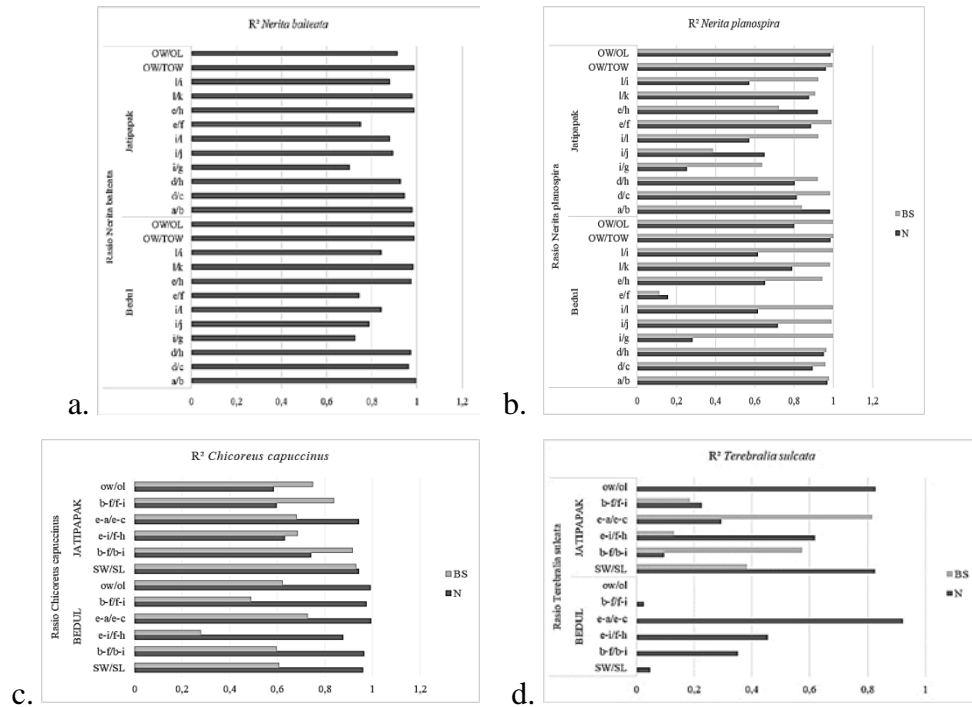 R² Nerita balteata
Rasio Nerita balteata
Jatipapak
OW/OL
OW/TOW
l/i
l/k
e/h
e/f
i/l
i/j
i/g
d/h
d/c
a/b
Bedul
OW/OL
OW/TOW
l/i
l/k
e/h
e/f
i/l
i/j
i/g
d/h
d/c
a/b
0 0,2 0,4 0,6 0,8 1 1,2
a.
R² Nerita planospira
Rasio Nerita planospira
Jatipapak
OW/OL
OW/TOW
l/i
l/k
e/h
e/f
i/l
i/j
i/g
d/h
d/c
a/b
Bedul
OW/OL
OW/TOW
l/i
l/k
e/h
e/f
i/l
i/j
i/g
d/h
d/c
a/b
0 0,2 0,4 0,6 0,8 1 1,2
BS
N
b.
R² Chicoreus capuccinus
Rasio Chicoreus capuccinus
JATIPAPAK
ow/ol
b-f/f-i
e-a/e-c
e-i/f-h
b-f/b-i
SW/SL
BEDUL
ow/ol
b-f/f-i
e-a/e-c
e-i/f-h
b-f/b-i
SW/SL
0 0,2 0,4 0,6 0,8 1 1,2
BS
N
c.
R² Terebralia sulcata
Rasio Terebralia sulcata
JATIPAPAK
ow/ol
b-f/f-i
e-a/e-c
e-i/f-h
b-f/b-i
SW/SL
BEDUL
ow/ol
b-f/f-i
e-a/e-c
e-i/f-h
b-f/b-i
SW/SL
0 0,2 0,4 0,6 0,8 1
BS
N
d.